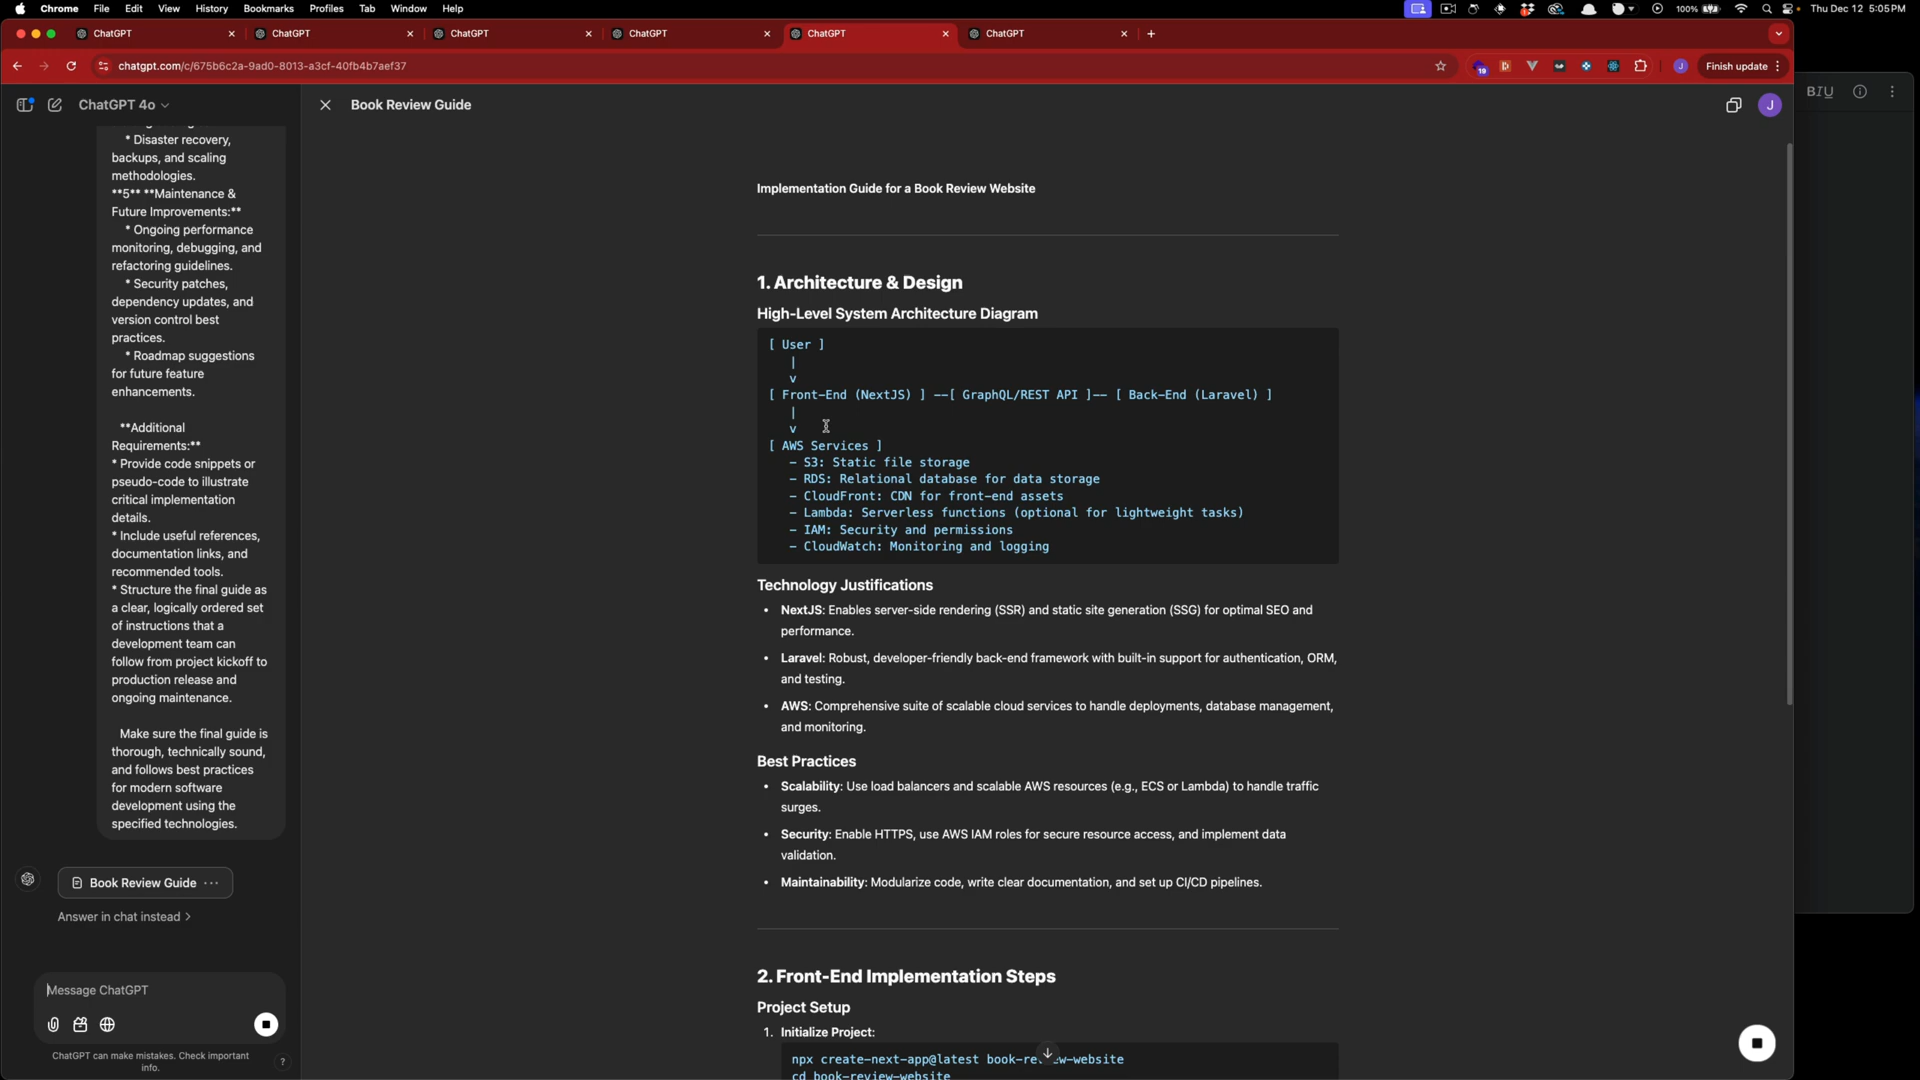 Chrome File Edit View History Bookmarks Profiles Tab Window Help
100% Thu Dec 12 5:05PM
ChatGPT ChatGPT ChatGPT ChatGPT ChatGPT ChatGPT
chatgpt.com/c/675b6c2a-9ad0-8013-a3cf-40fb4b7aef37
19
J
Finish update
ChatGPT 4o
Book Review Guide
J
BIU
* Disaster recovery,
backups, and scaling
methodologies.
**5** **Maintenance &
Future Improvements:**
* Ongoing performance
monitoring, debugging, and
refactoring guidelines.
* Security patches,
dependency updates, and
version control best
practices.
* Roadmap suggestions
for future feature
enhancements.
**Additional
Requirements:**
* Provide code snippets or
pseudo-code to illustrate
critical implementation
details.
* Include useful references,
documentation links, and
recommended tools.
* Structure the final guide as
a clear, logically ordered set
of instructions that a
development team can
follow from project kickoff to
production release and
ongoing maintenance.
Make sure the final guide is
thorough, technically sound,
and follows best practices
for modern software
development using the
specified technologies.
Book Review Guide ···
Answer in chat instead >
Message ChatGPT
ChatGPT can make mistakes. Check important
info.
?
Implementation Guide for a Book Review Website
1. Architecture & Design
High-Level System Architecture Diagram
[ User ]
|
v
[ Front-End (NextJS) ] --[ GraphQL/REST API ]-- [ Back-End (Laravel) ]
|
v
[ AWS Services ]
- S3: Static file storage
- RDS: Relational database for data storage
- CloudFront: CDN for front-end assets
- Lambda: Serverless functions (optional for lightweight tasks)
- IAM: Security and permissions
- CloudWatch: Monitoring and logging
Technology Justifications
• NextJS: Enables server-side rendering (SSR) and static site generation (SSG) for optimal SEO and
performance.
• Laravel: Robust, developer-friendly back-end framework with built-in support for authentication, ORM,
and testing.
• AWS: Comprehensive suite of scalable cloud services to handle deployments, database management,
and monitoring.
Best Practices
• Scalability: Use load balancers and scalable AWS resources (e.g., ECS or Lambda) to handle traffic
surges.
• Security: Enable HTTPS, use AWS IAM roles for secure resource access, and implement data
validation.
• Maintainability: Modularize code, write clear documentation, and set up CI/CD pipelines.
2. Front-End Implementation Steps
Project Setup
1. Initialize Project:
npx create-next-app@latest book-review-website
cd book-review-website